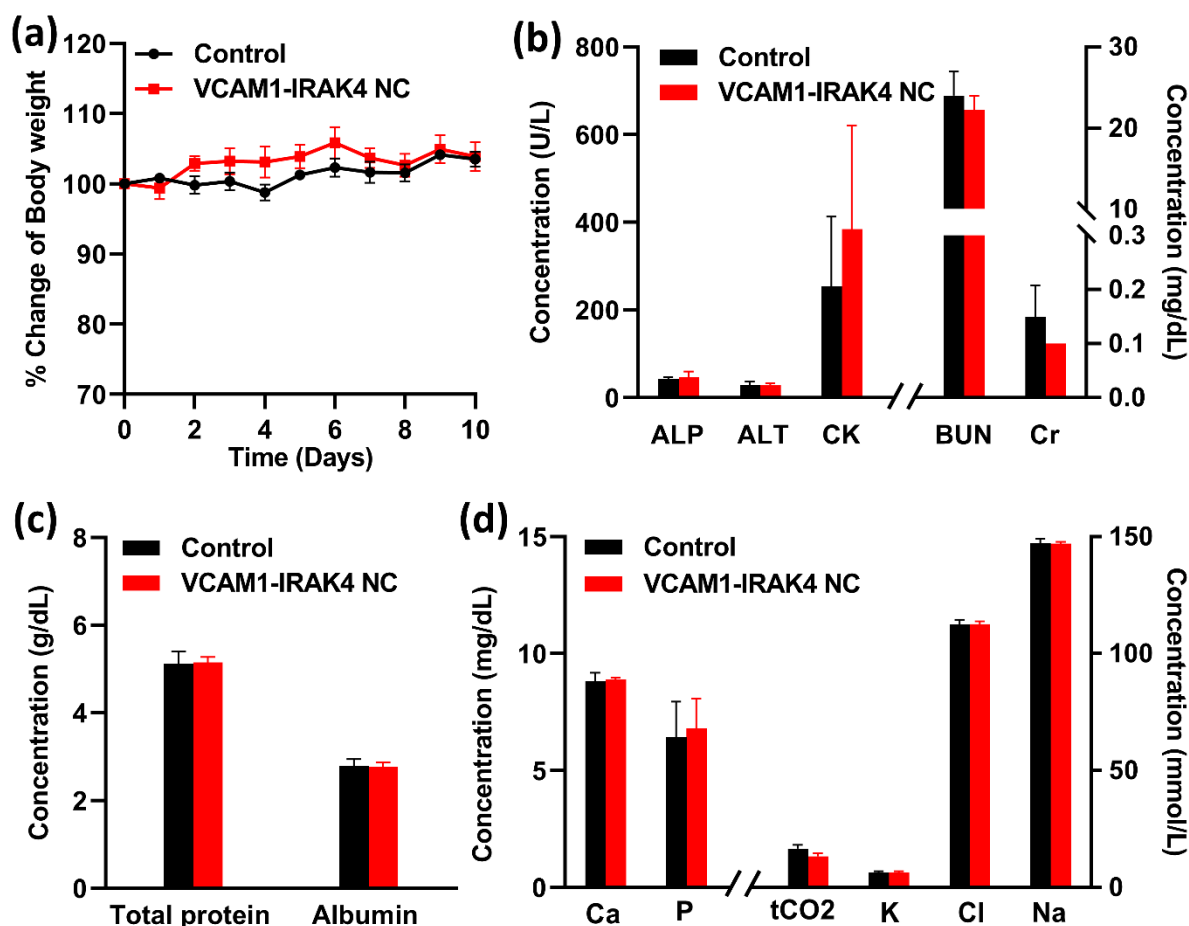 (a)
120
110
100
90
80
70
% Change of Body weight
Control
VCAM1-IRAK4 NC
0
2
4
6
8
10
Time (Days)
(b)
800
600
400
200
0
Concentration (U/L)
Control
VCAM1-IRAK4 NC
30
20
10
0.3
0.2
0.1
0.0
Concentration (mg/dL)
ALP
ALT
CK
BUN
Cr
(c)
8
6
4
2
0
Concentration (g/dL)
Control
VCAM1-IRAK4 NC
Total protein
Albumin
(d)
15
10
5
0
Concentration (mg/dL)
Control
VCAM1-IRAK4 NC
150
100
50
0
Concentration (mmol/L)
Ca
P
tCO2
K
Cl
Na